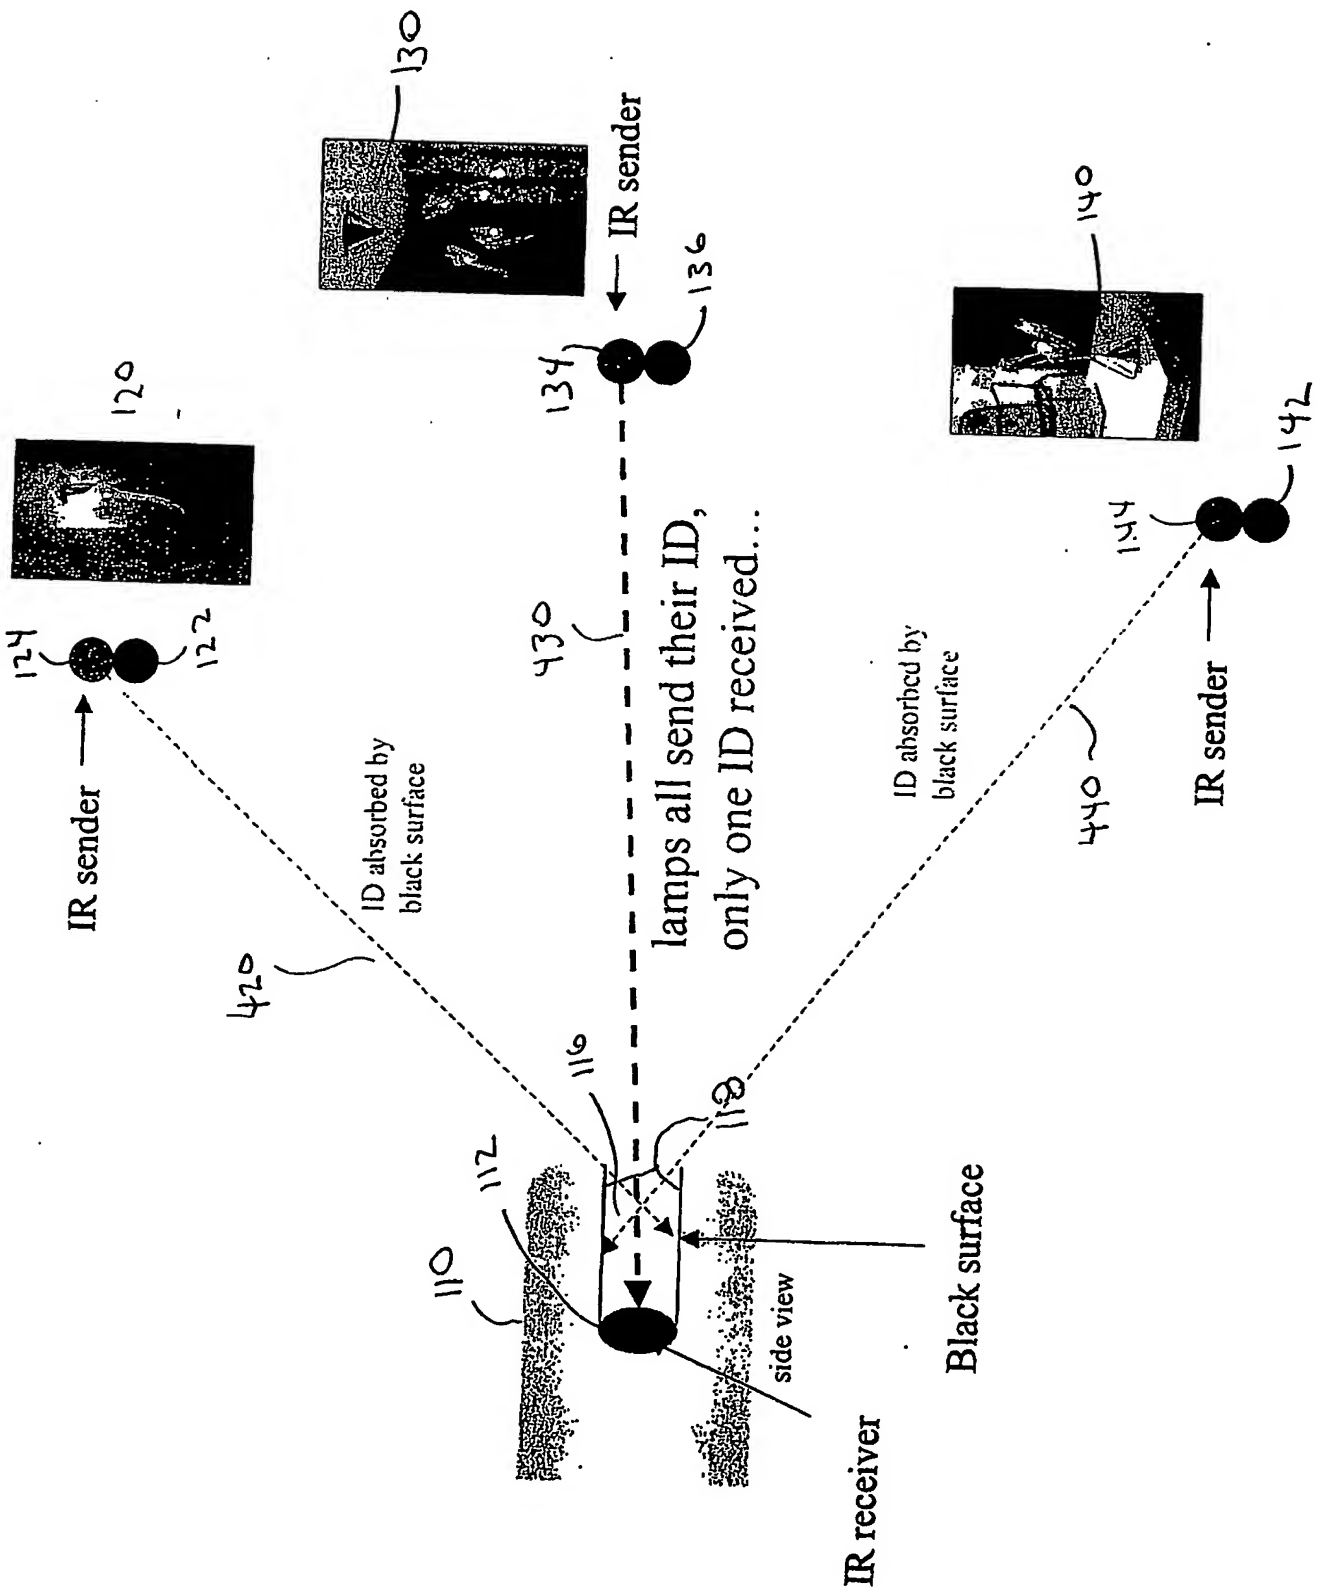 130
IR sender
136
134
120
124
122
IR sender
140
142
144
IR sender
430
lamps all send their ID,
only one ID received...
ID absorbed by
black surface
420
ID absorbed by
black surface
440
116
118
112
110
side view
Black surface
IR receiver